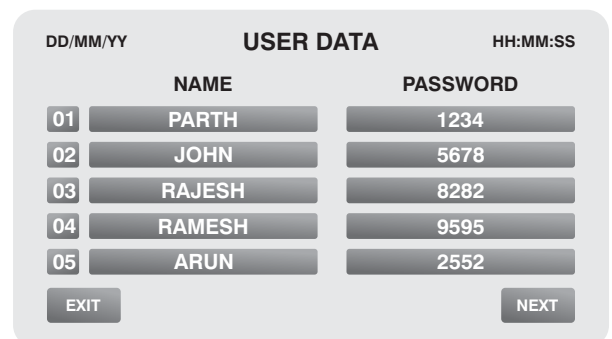 DD/MM/YY USER DATA HH:MM:SS
NAME PASSWORD
01 PARTH 1234
02 JOHN 5678
03 RAJESH 8282
04 RAMESH 9595
05 ARUN 2552
EXIT NEXT